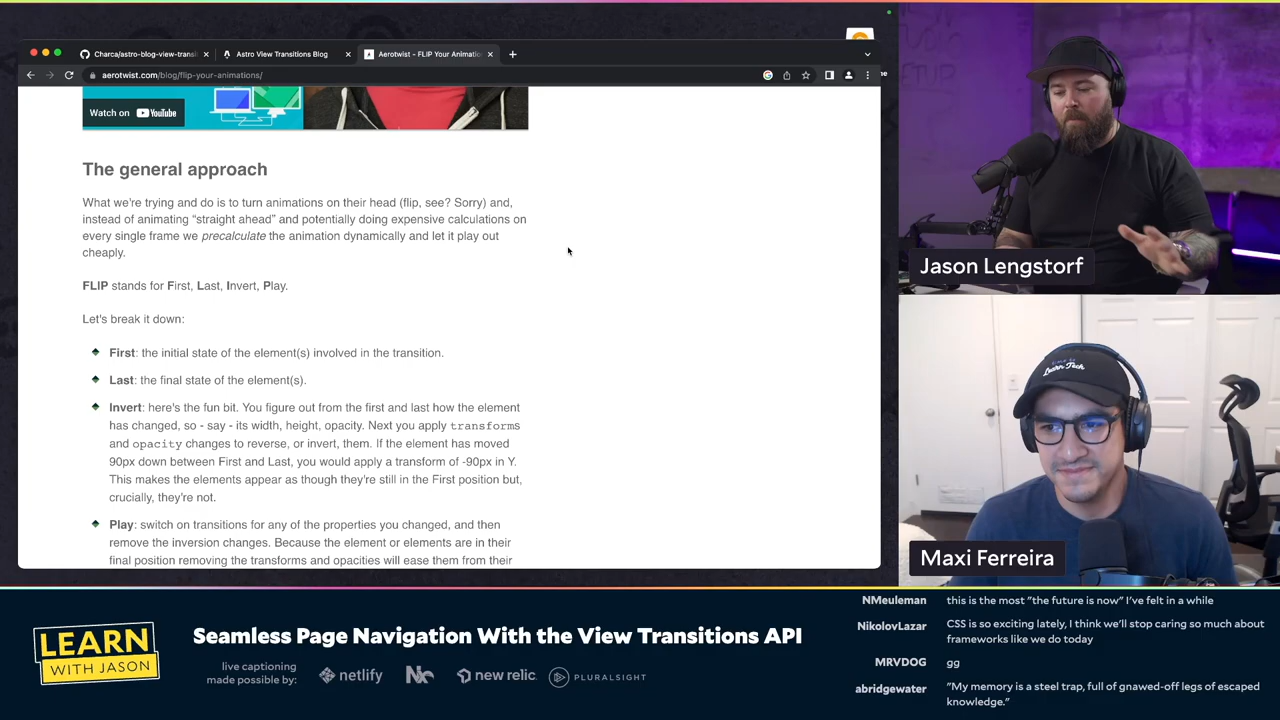 Charca/astro-blog-view-transi
Astro View Transitions Blog
Aerotwist - FLIP Your Animatio
aerotwist.com/blog/flip-your-animations/
Watch on YouTube
The general approach
What we're trying and do is to turn animations on their head (flip, see? Sorry) and,
instead of animating “straight ahead” and potentially doing expensive calculations on
every single frame we precalculate the animation dynamically and let it play out
cheaply.
FLIP stands for First, Last, Invert, Play.
Let's break it down:
First: the initial state of the element(s) involved in the transition.
Last: the final state of the element(s).
Invert: here's the fun bit. You figure out from the first and last how the element
has changed, so - say - its width, height, opacity. Next you apply transforms
and opacity changes to reverse, or invert, them. If the element has moved
90px down between First and Last, you would apply a transform of -90px in Y.
This makes the elements appear as though they're still in the First position but,
crucially, they're not.
Play: switch on transitions for any of the properties you changed, and then
remove the inversion changes. Because the element or elements are in their
final position removing the transforms and opacities will ease them from their
Jason Lengstorf
Learn Tech
Maxi Ferreira
LEARN
WITH JASON
Seamless Page Navigation With the View Transitions API
live captioning
made possible by:
netlify
new relic.
PLURALSIGHT
NMeuleman this is the most "the future is now" I've felt in a while
NikolovLazar CSS is so exciting lately, I think we'll stop caring so much about
frameworks like we do today
MRVDOG gg
abridgewater "My memory is a steel trap, full of gnawed-off legs of escaped
knowledge."